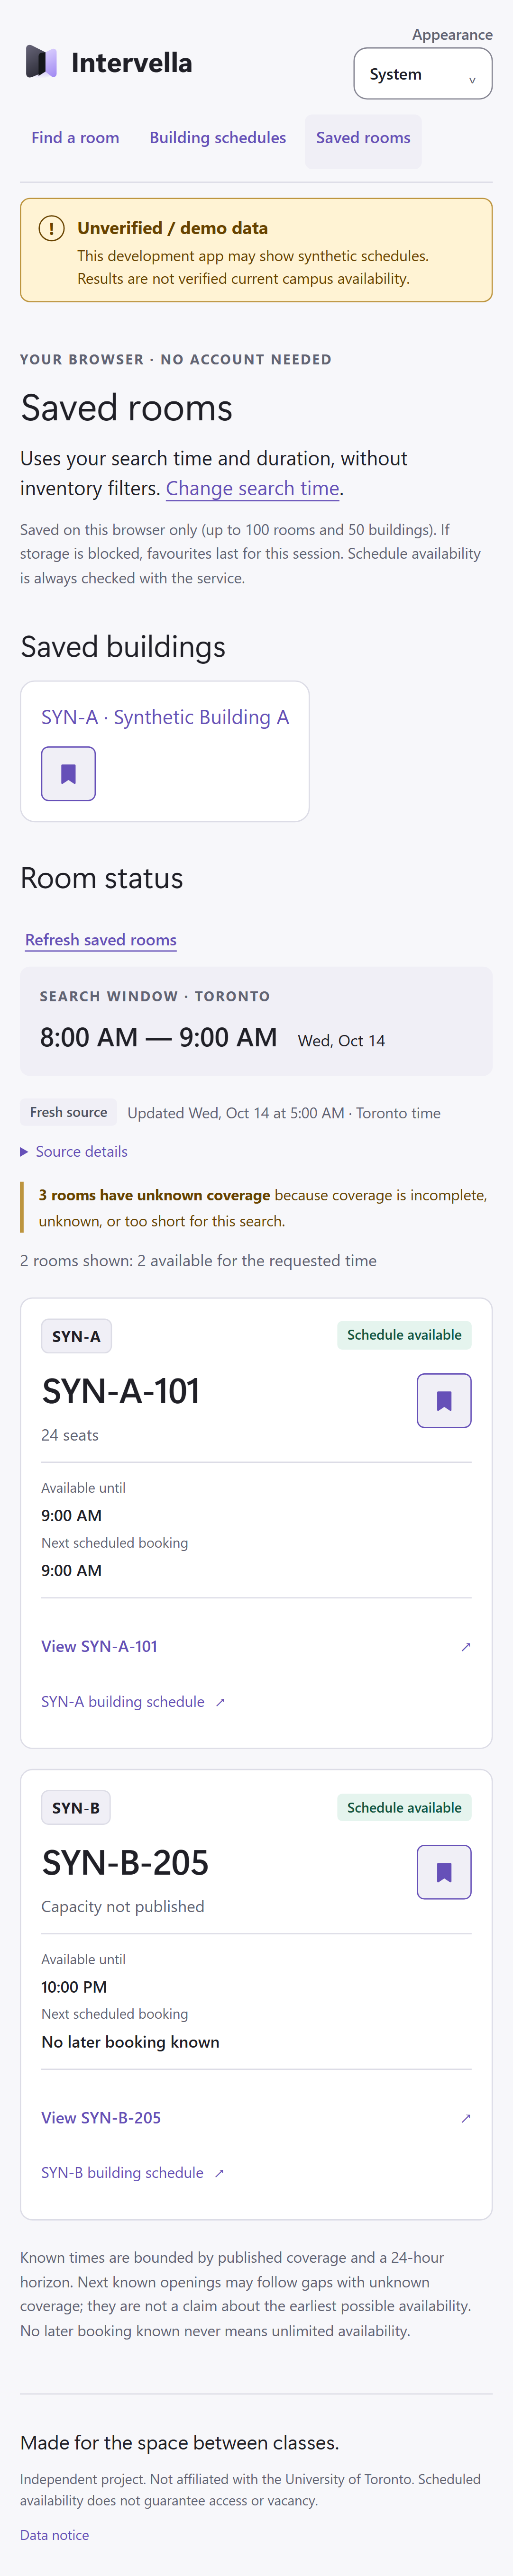 Intervella
Appearance
System
Find a room
Building schedules
Saved rooms
!
Unverified / demo data
This development app may show synthetic schedules.
Results are not verified current campus availability.
YOUR BROWSER · NO ACCOUNT NEEDED
Saved rooms
Uses your search time and duration, without
inventory filters. Change search time.
Saved on this browser only (up to 100 rooms and 50 buildings). If
storage is blocked, favourites last for this session. Schedule availability
is always checked with the service.
Saved buildings
SYN-A · Synthetic Building A
Room status
Refresh saved rooms
SEARCH WINDOW · TORONTO
8:00 AM — 9:00 AM Wed, Oct 14
Fresh source Updated Wed, Oct 14 at 5:00 AM · Toronto time
Source details
3 rooms have unknown coverage because coverage is incomplete,
unknown, or too short for this search.
2 rooms shown: 2 available for the requested time
SYN-A
Schedule available
SYN-A-101
24 seats
Available until
9:00 AM
Next scheduled booking
9:00 AM
View SYN-A-101 ↗
SYN-A building schedule ↗
SYN-B
Schedule available
SYN-B-205
Capacity not published
Available until
10:00 PM
Next scheduled booking
No later booking known
View SYN-B-205 ↗
SYN-B building schedule ↗
Known times are bounded by published coverage and a 24-hour
horizon. Next known openings may follow gaps with unknown
coverage; they are not a claim about the earliest possible availability.
No later booking known never means unlimited availability.
Made for the space between classes.
Independent project. Not affiliated with the University of Toronto. Scheduled
availability does not guarantee access or vacancy.
Data notice